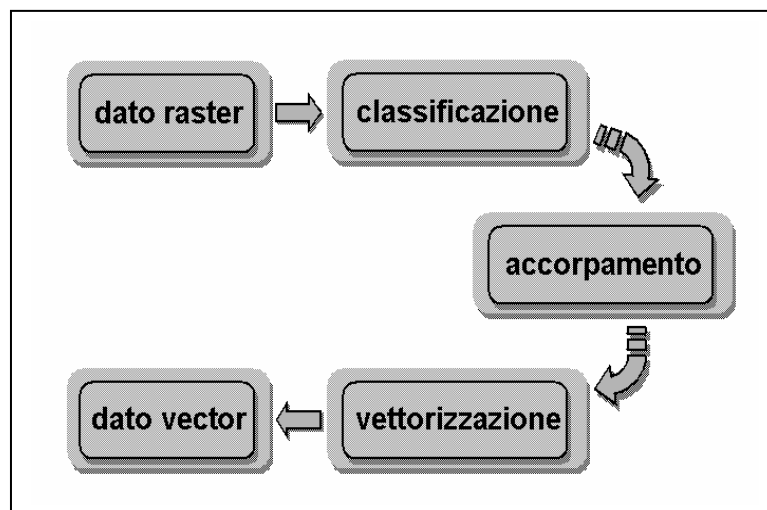 dato raster
classificazione
accorpamento
vettorizzazione
dato vector